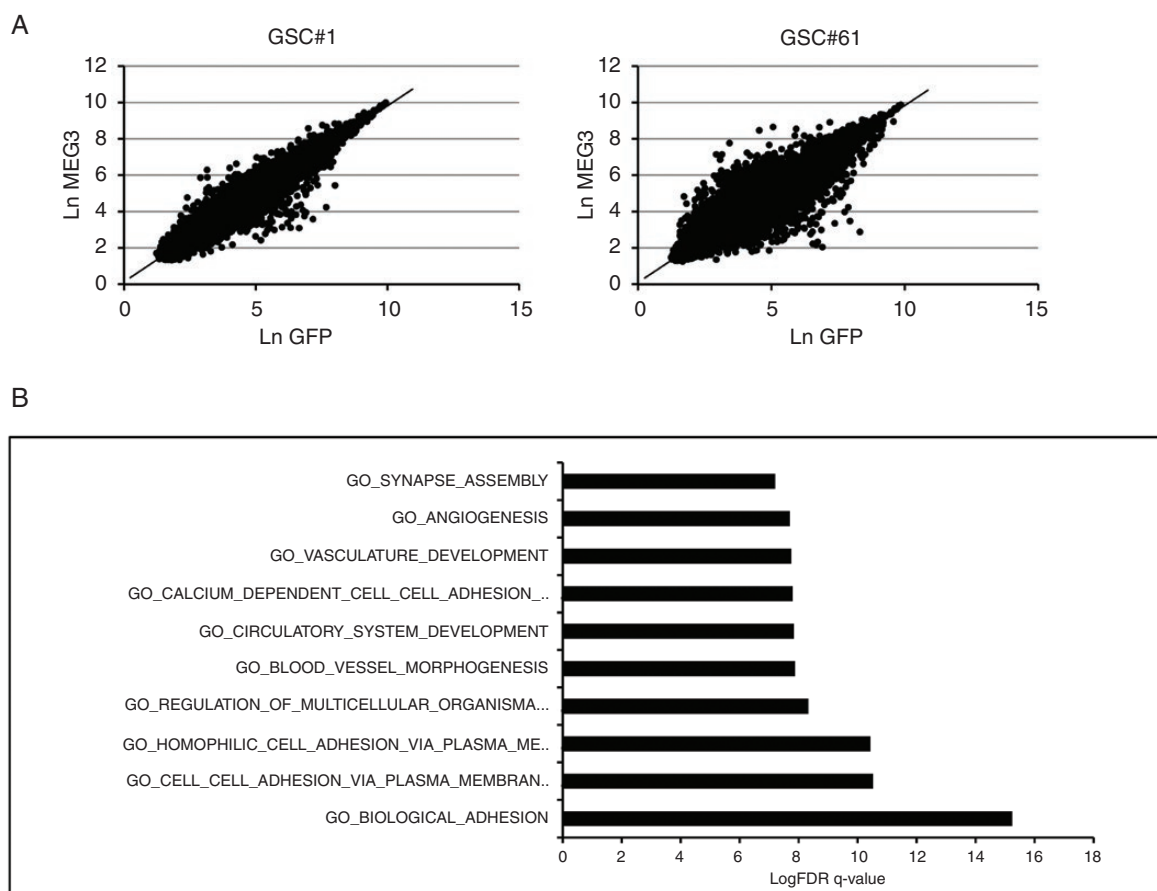 A
GSC#1
GSC#61
12
10
8
6
4
2
0
Ln MEG3
0 5 10 15
Ln GFP
12
10
8
6
4
2
0
Ln MEG3
0 5 10 15
Ln GFP
B
GO_SYNAPSE_ASSEMBLY
GO_ANGIOGENESIS
GO_VASCULATURE_DEVELOPMENT
GO_CALCIUM_DEPENDENT_CELL_CELL_ADHESION_..
GO_CIRCULATORY_SYSTEM_DEVELOPMENT
GO_BLOOD_VESSEL_MORPHOGENESIS
GO_REGULATION_OF_MULTICELLULAR_ORGANISMA...
GO_HOMOPHILIC_CELL_ADHESION_VIA_PLASMA_ME..
GO_CELL_CELL_ADHESION_VIA_PLASMA_MEMBRAN..
GO_BIOLOGICAL_ADHESION
0 2 4 6 8 10 12 14 16 18
LogFDR q-value